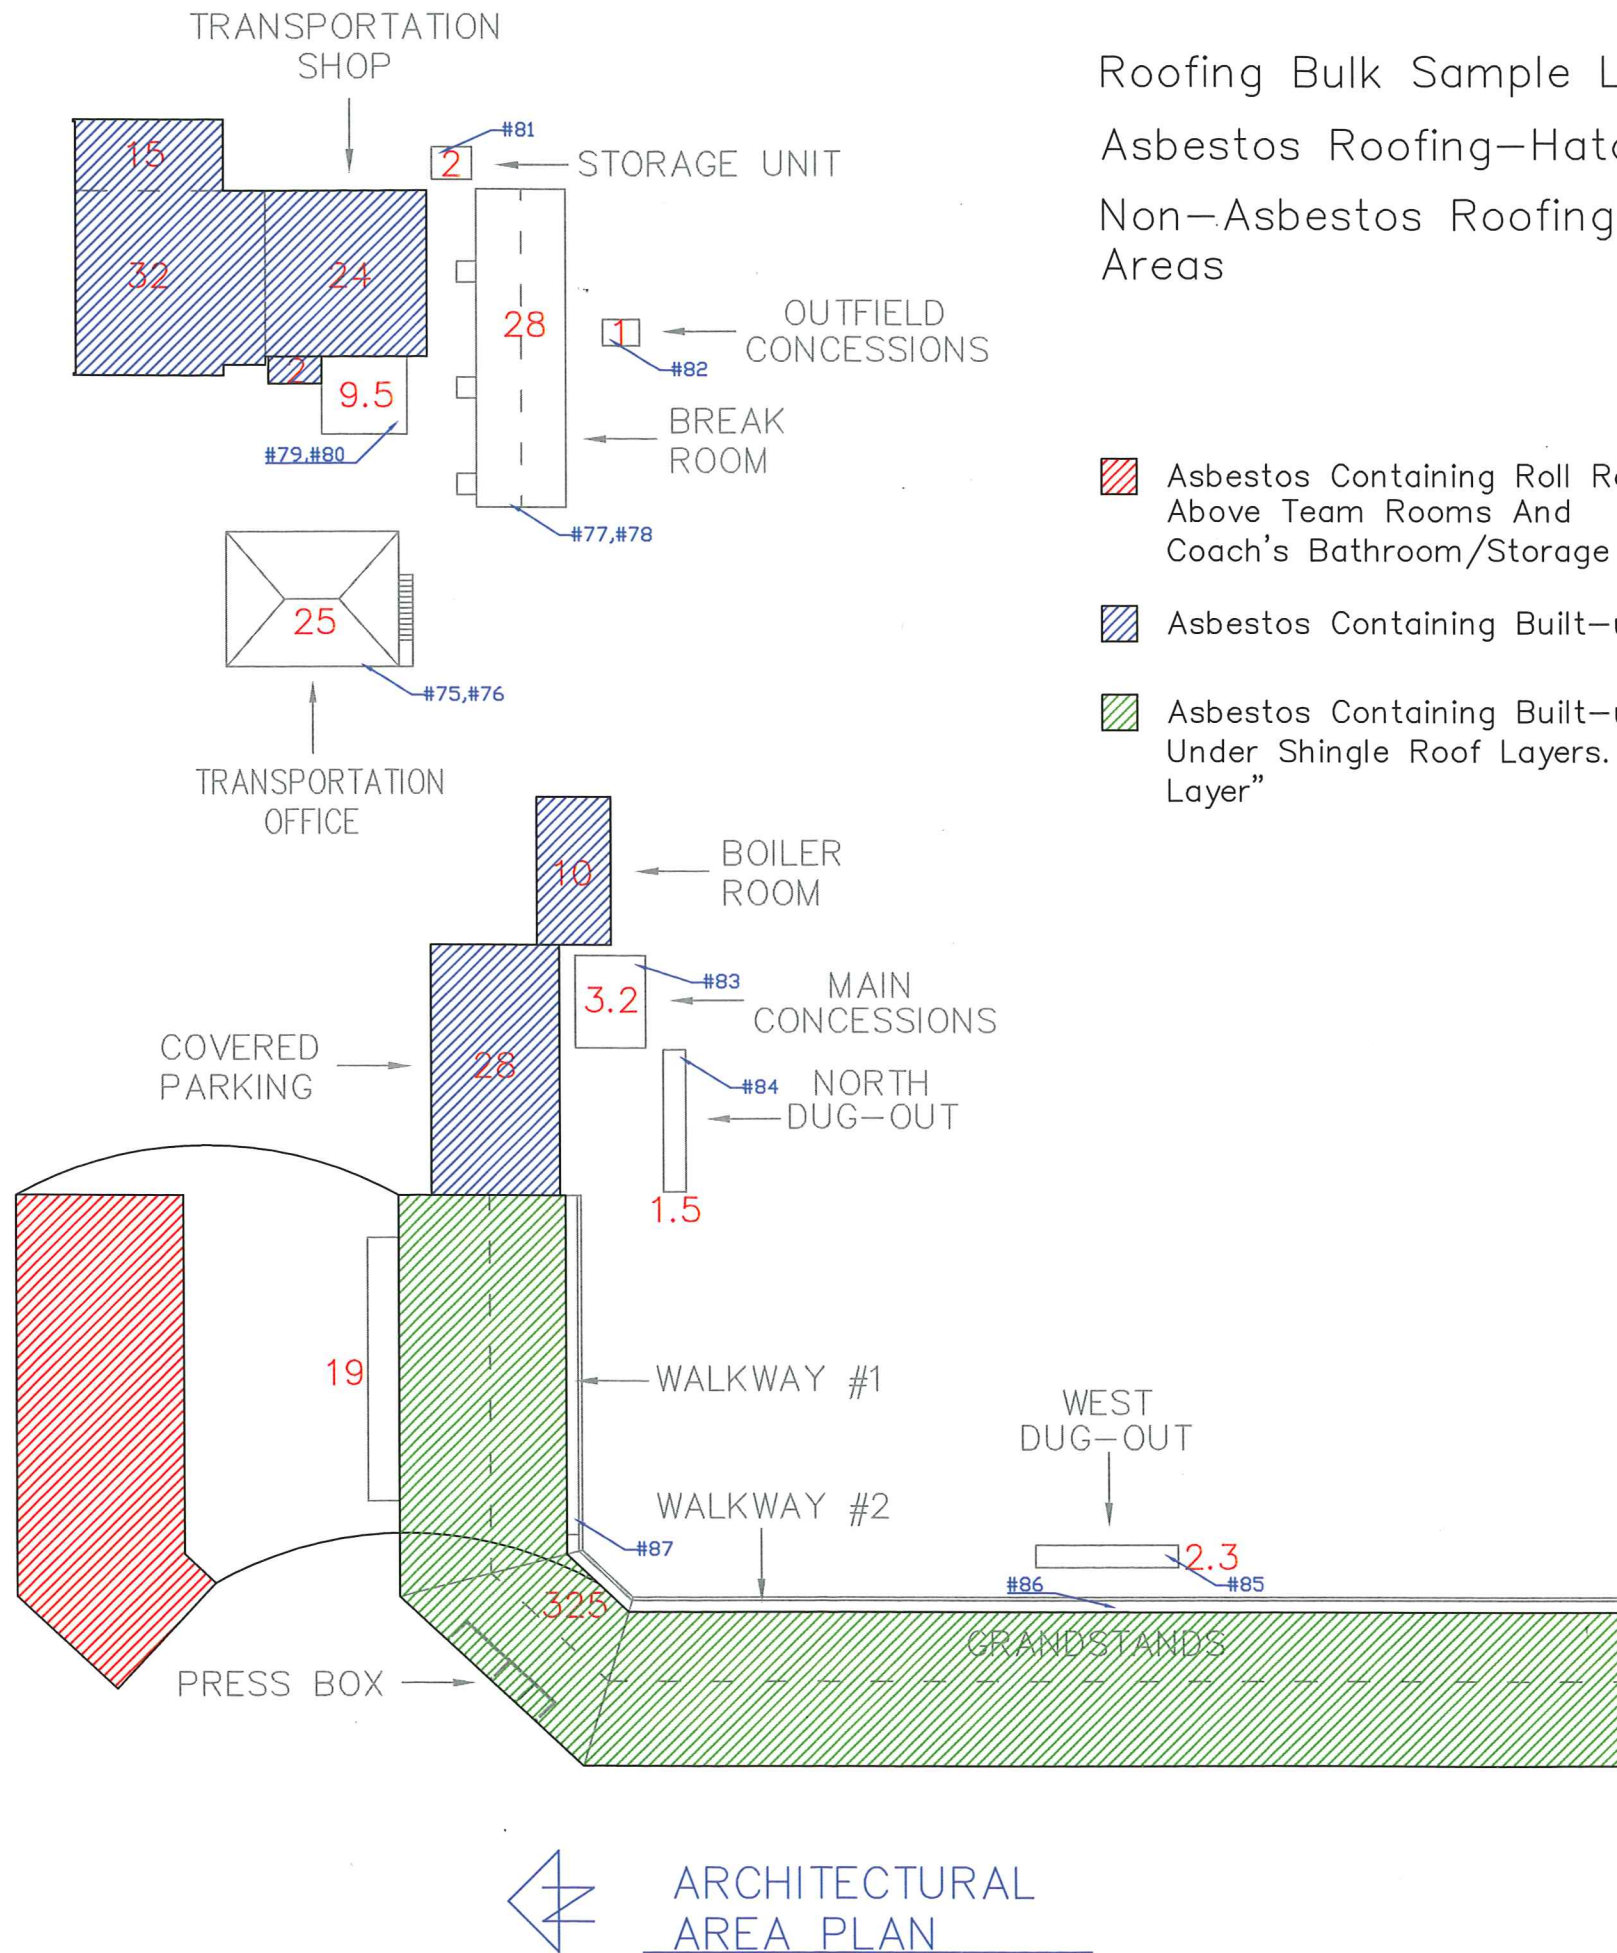 TRANSPORTATION
SHOP
Roofing Bulk Sample
Asbestos Roofing—
Non—Asbestos Roofing
Areas
#81
15
2
STORAGE UNIT
32
24
28
OUTFIELD
CONCESSIONS
1
#82
2
9.5
BREAK
ROOM
#79,#80
#77,#78
Asbestos Containing Roll
Above Team Rooms And
Coach's Bathroom/Storage
25
Asbestos Containing Built—
#75,#76
TRANSPORTATION
OFFICE
Asbestos Containing Built—
Under Shingle Roof Layers.
Layer”
10
BOILER
ROOM
#83
3.2
MAIN
CONCESSIONS
COVERED
PARKING
28
#84
NORTH
DUG—OUT
1.5
19
WALKWAY #1
WEST
DUG—OUT
WALKWAY #2
#87
2.3
#86
#85
325
GRANDSTANDS
PRESS BOX
N
ARCHITECTURAL
AREA PLAN